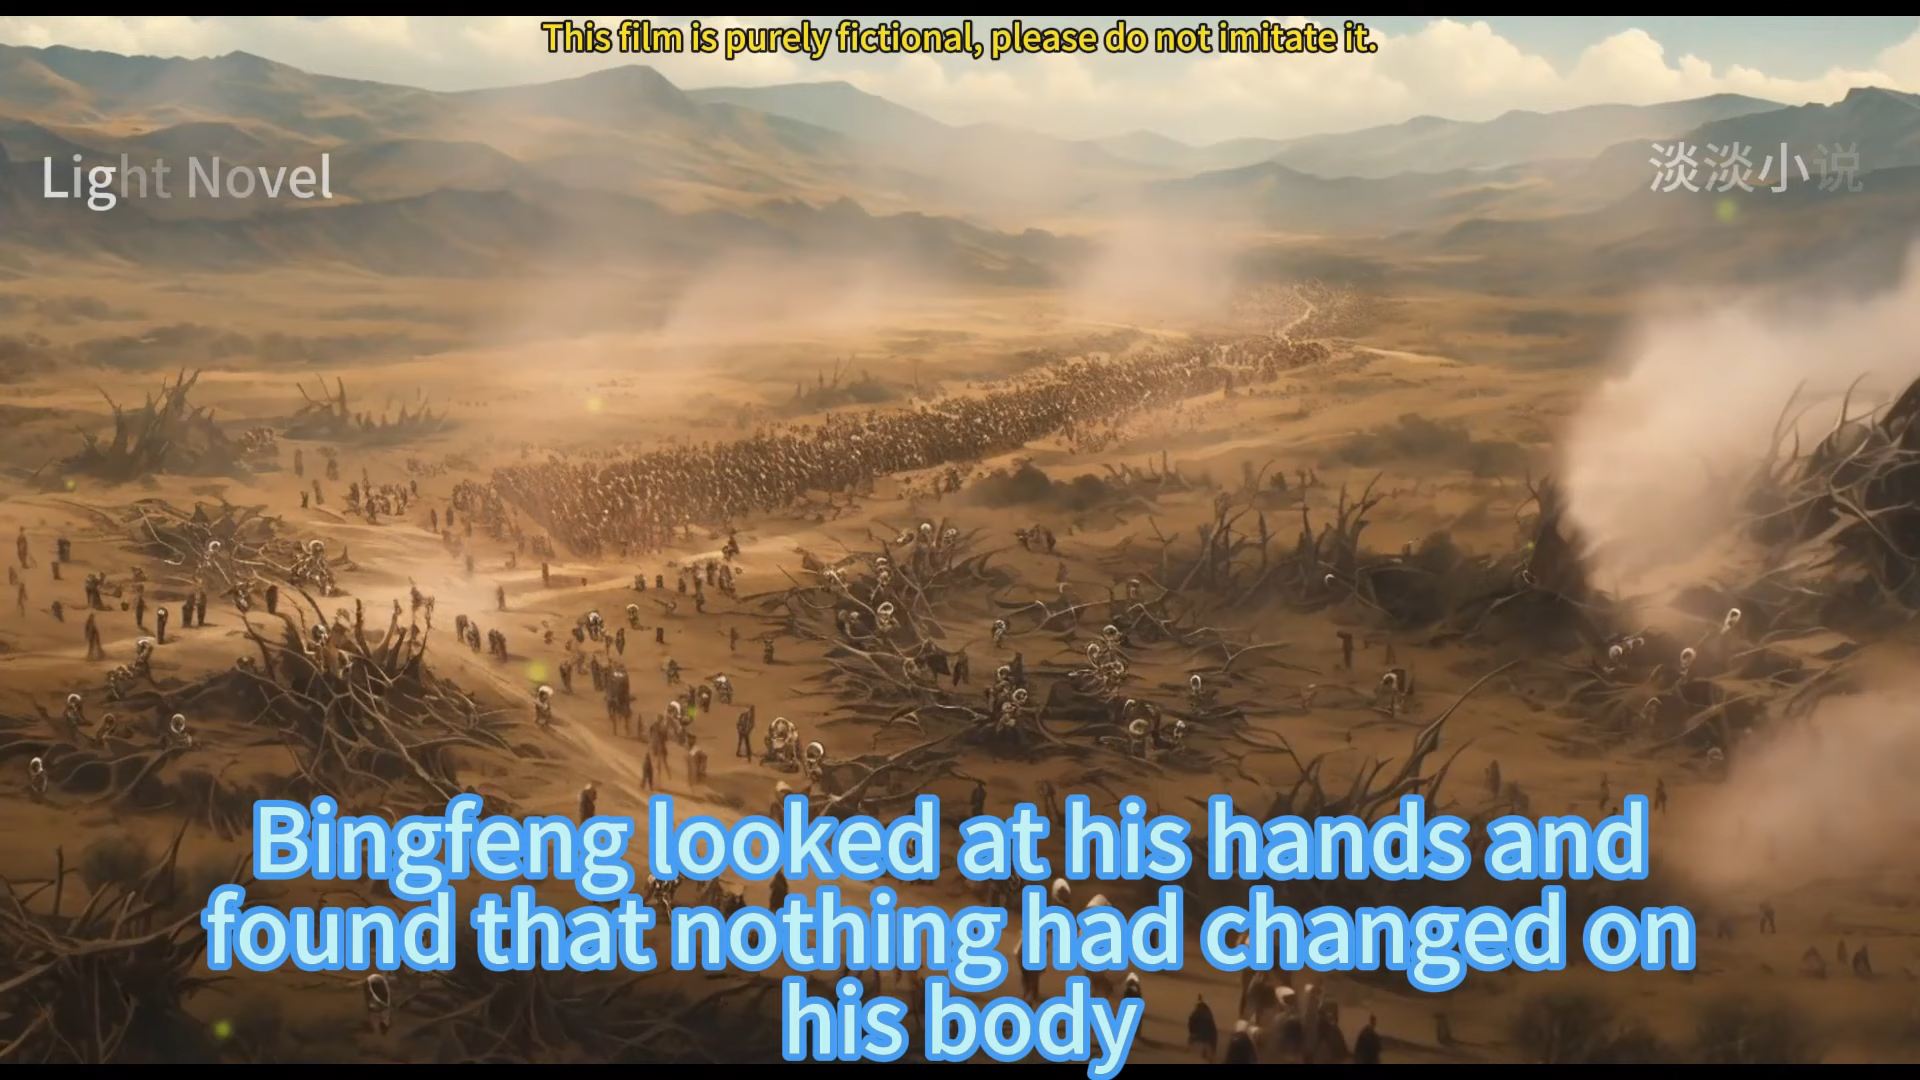 This film is purely fictional, please do not imitate it.
Light Novel
淡淡小说
Bingfeng looked at his hands and
found that nothing had changed on
his body